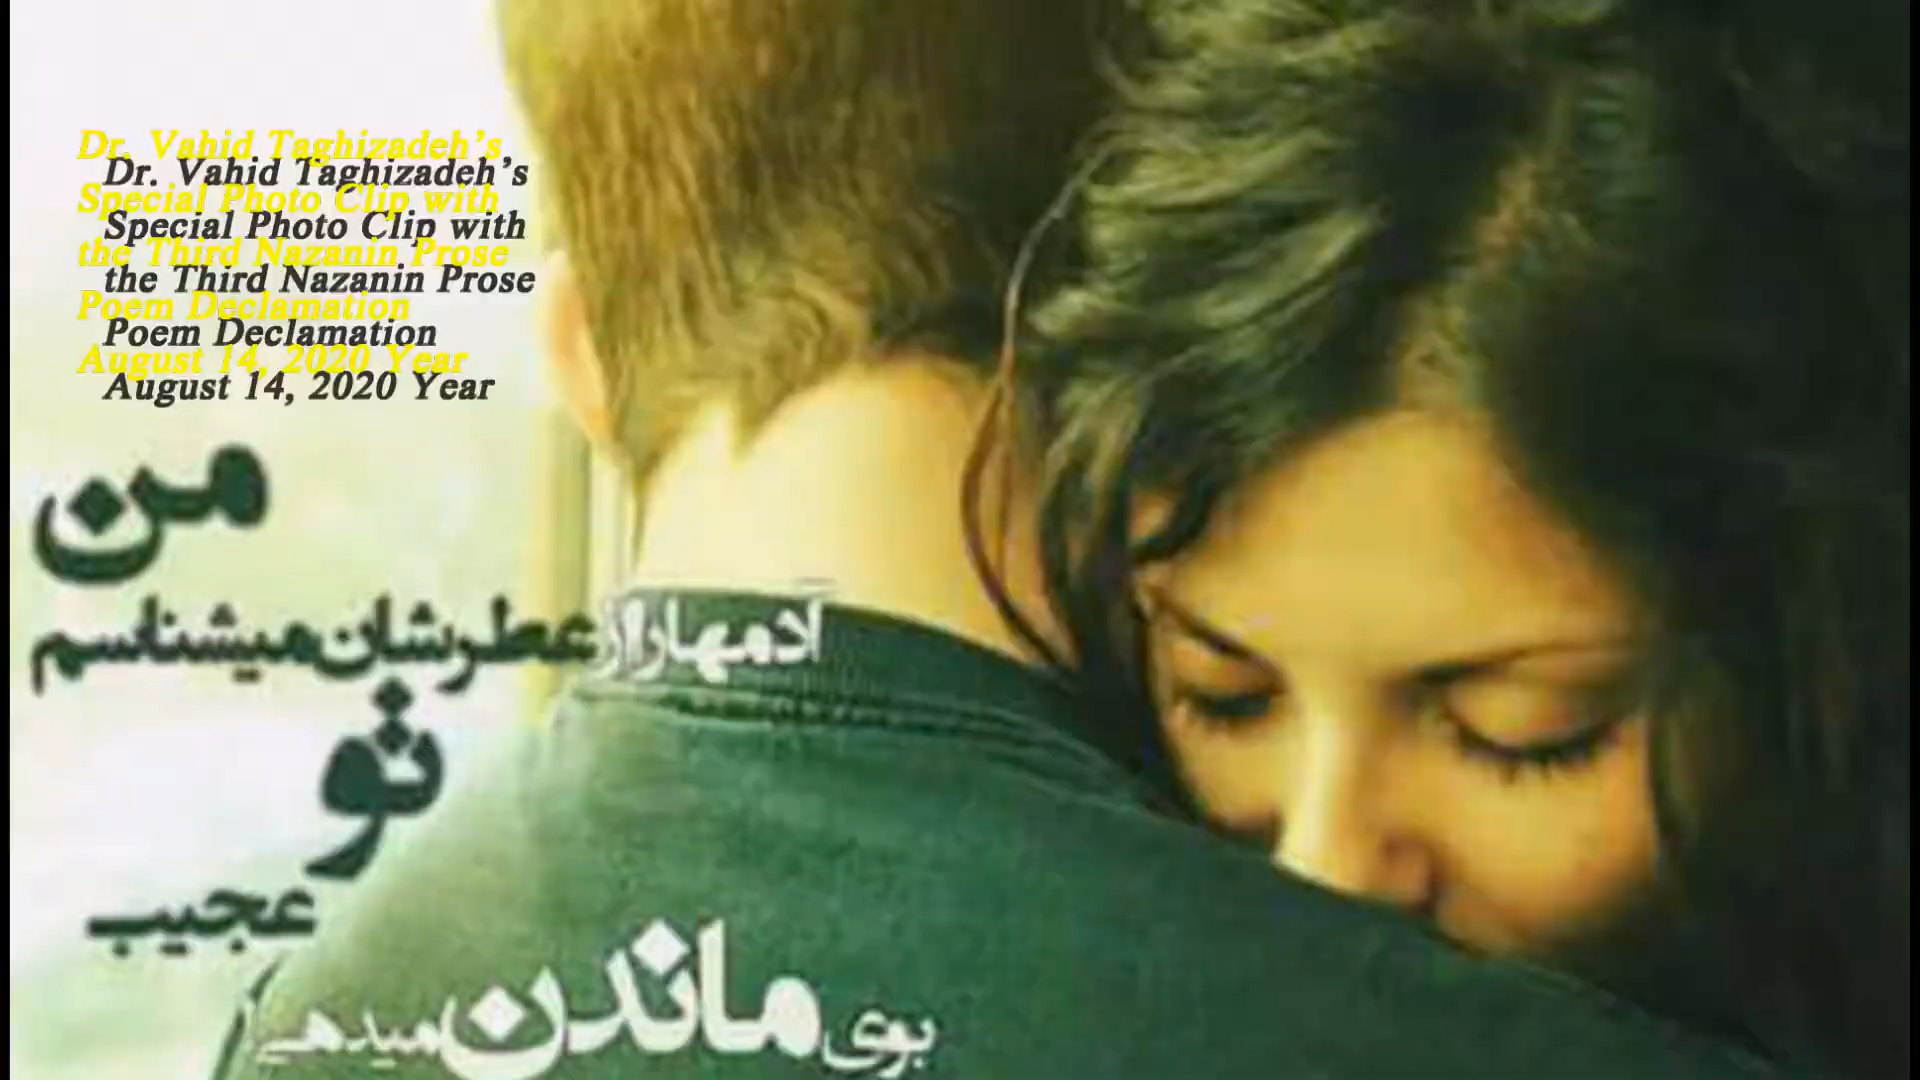 Dr. Vahid Taghizadeh's
Special Photo Clip with
the Third Nazanin Prose
Poem Declamation
August 14, 2020 Year
من
آدمها را از عطرشان میشناسم
تو
عجیب
بوی ماندن میدهی